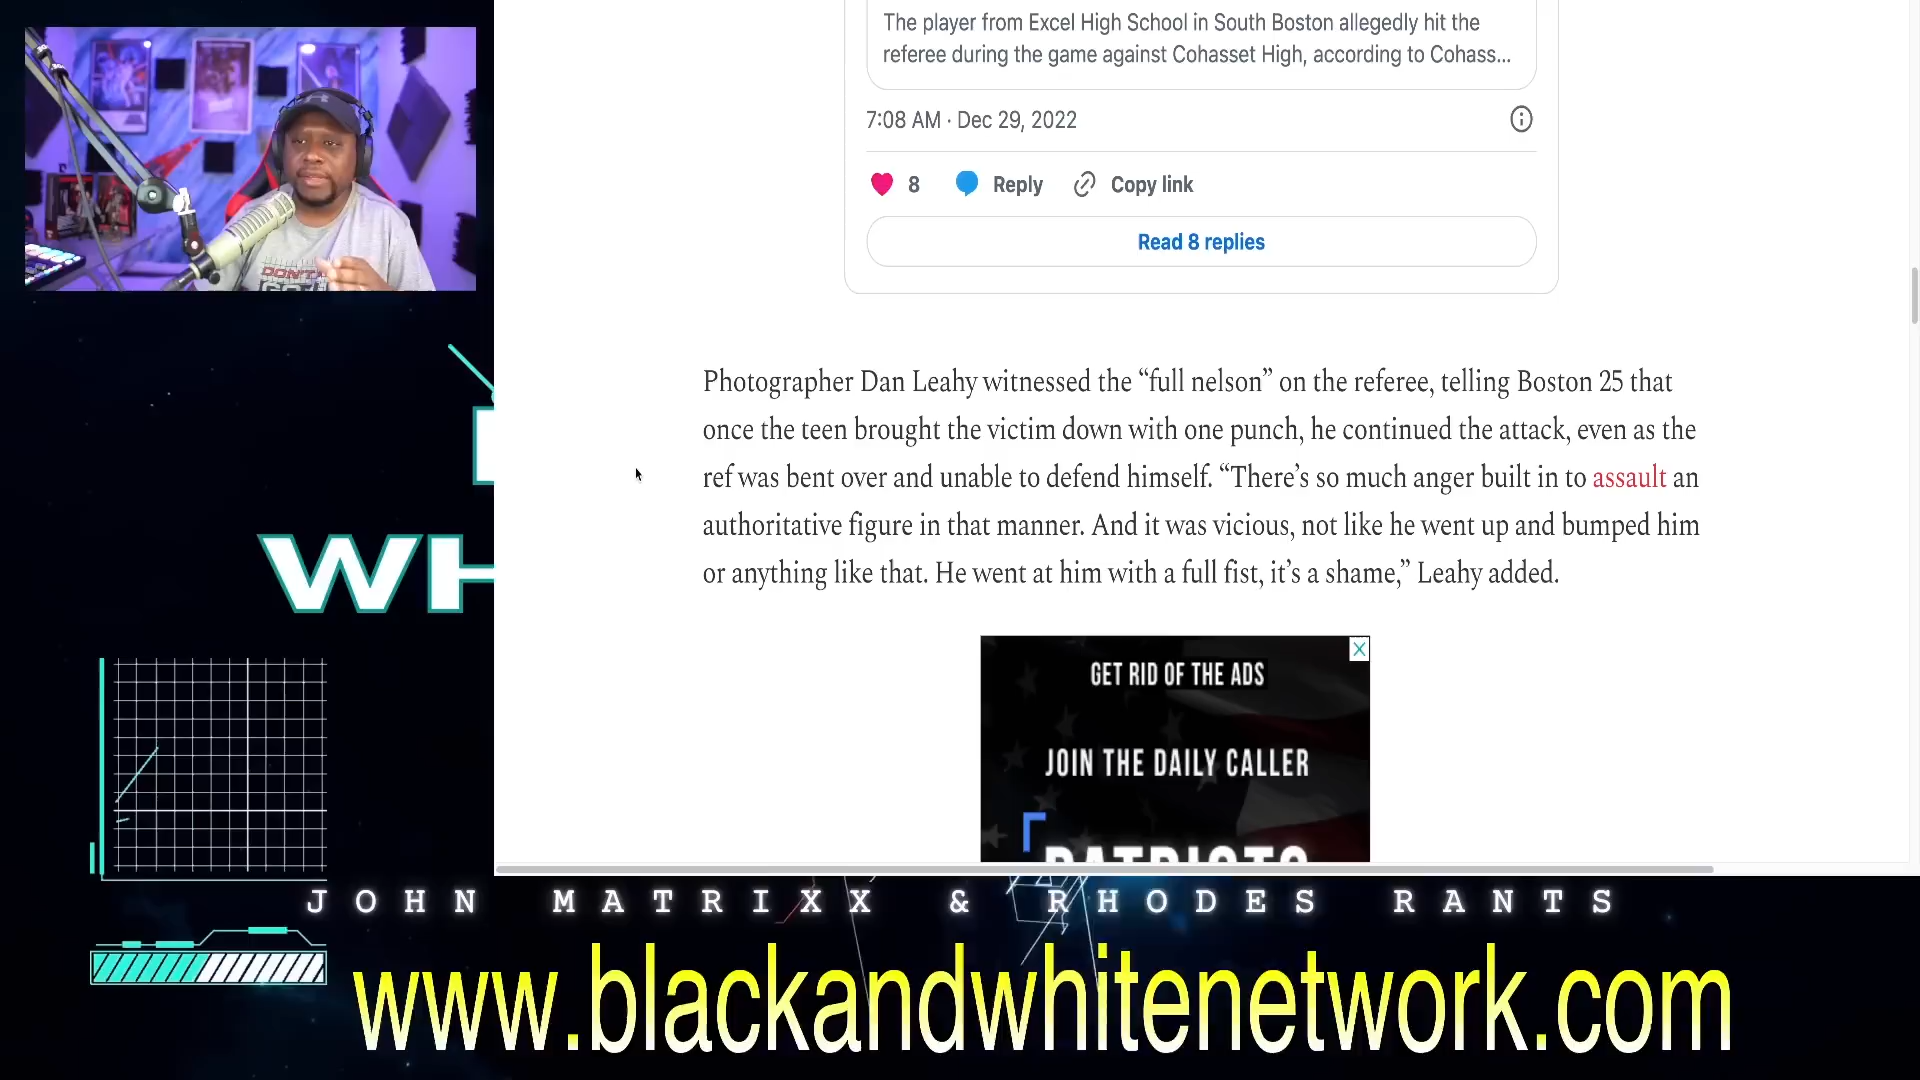 The player from Excel High School in South Boston allegedly hit the
referee during the game against Cohasset High, according to Cohass...
7:08 AM · Dec 29, 2022
8 Reply Copy link
Read 8 replies
Photographer Dan Leahy witnessed the “full nelson” on the referee, telling Boston 25 that
once the teen brought the victim down with one punch, he continued the attack, even as the
ref was bent over and unable to defend himself. “There’s so much anger built in to assault an
authoritative figure in that manner. And it was vicious, not like he went up and bumped him
or anything like that. He went at him with a full fist, it’s a shame,” Leahy added.
GET RID OF THE ADS
JOIN THE DAILY CALLER
PATRIOTS
DON'T
WH
JOHN MATRIXX & RHODES RANTS
www.blackandwhitenetwork.com